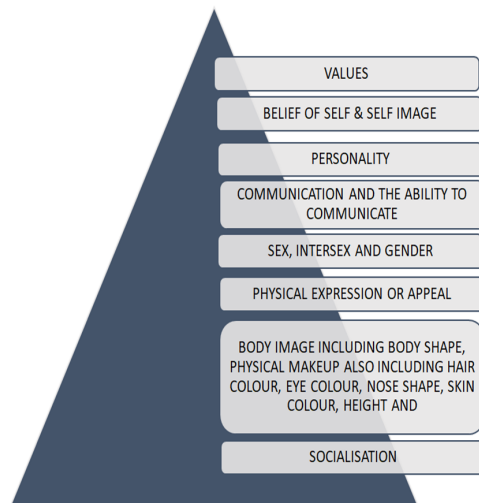 VALUES
BELIEF OF SELF & SELF IMAGE
PERSONALITY
COMMUNICATION AND THE ABILITY TO
COMMUNICATE
SEX, INTERSEX AND GENDER
PHYSICAL EXPRESSION OR APPEAL
BODY IMAGE INCLUDING BODY SHAPE,
PHYSICAL MAKEUP ALSO INCLUDING HAIR
COLOUR, EYE COLOUR, NOSE SHAPE, SKIN
COLOUR, HEIGHT AND
SOCIALISATION